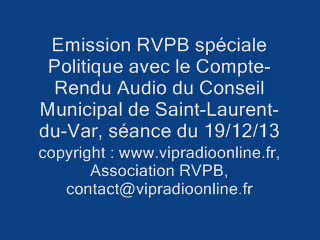 Emission RVPB spéciale
Politique avec le Compte-
Rendu Audio du Conseil
Municipal de Saint-Laurent-
du-Var, séance du 19/12/13
copyright : www.vipradioonline.fr,
Association RVPB,
contact@vipradioonline.fr